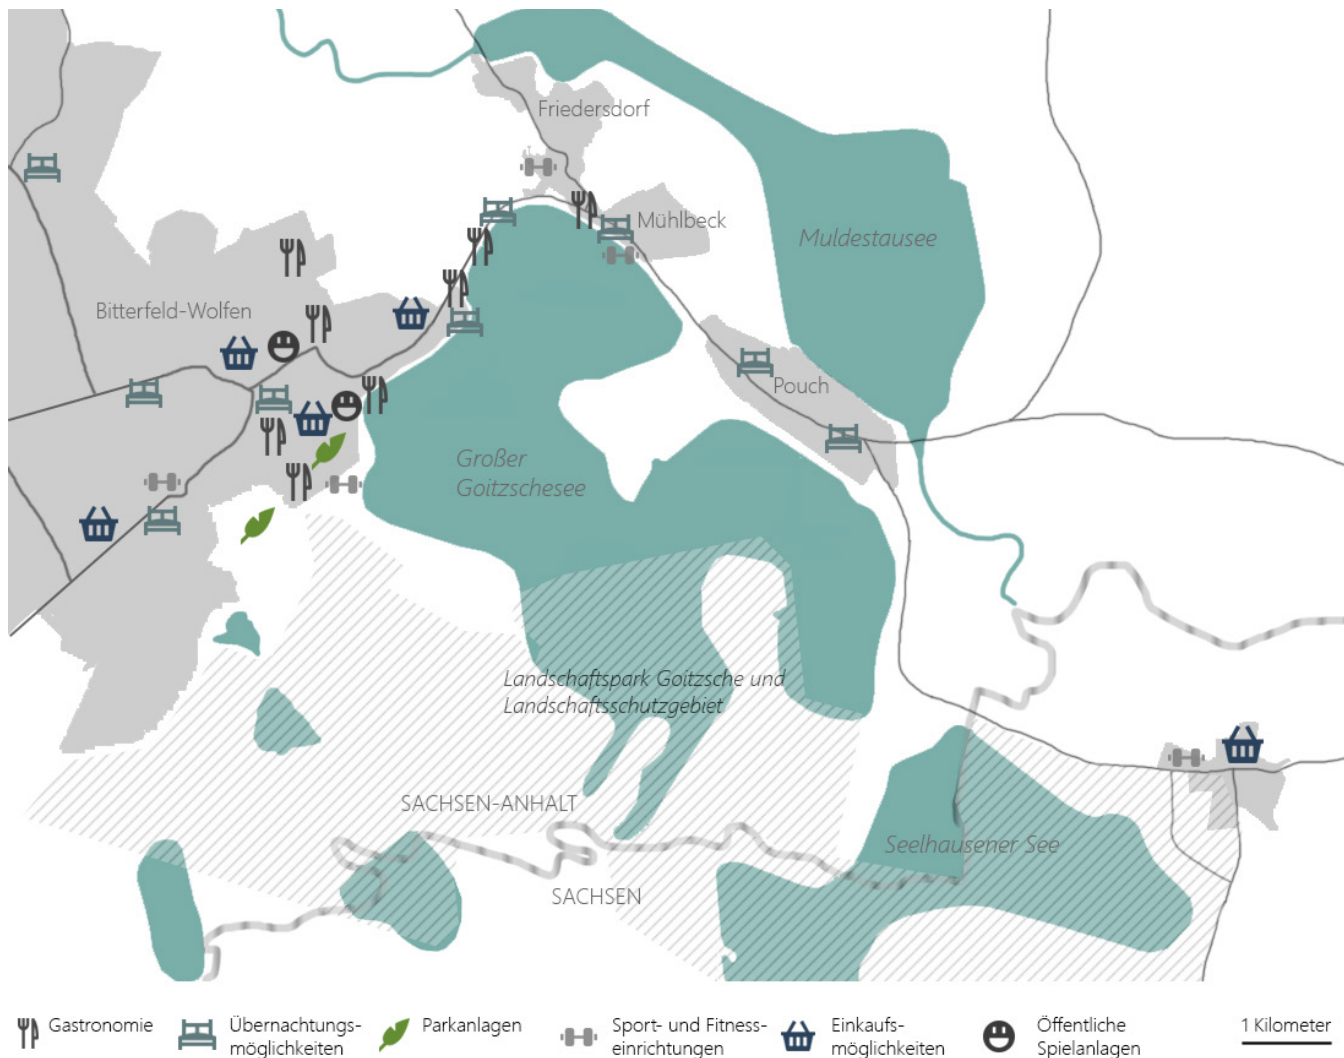 Friedersdorf
Mühlbeck
Muldestausee
Bitterfeld-Wolfen
Pouch
Großer
Goitzschesee
Landschaftspark Goitzsche und
Landschaftsschutzgebiet
SACHSEN-ANHALT
Seelhausener See
SACHSEN
Gastronomie
Übernachtungs-
möglichkeiten
Parkanlagen
Sport- und Fitness-
einrichtungen
Einkaufs-
möglichkeiten
Öffentliche
Spielanlagen
1 Kilometer